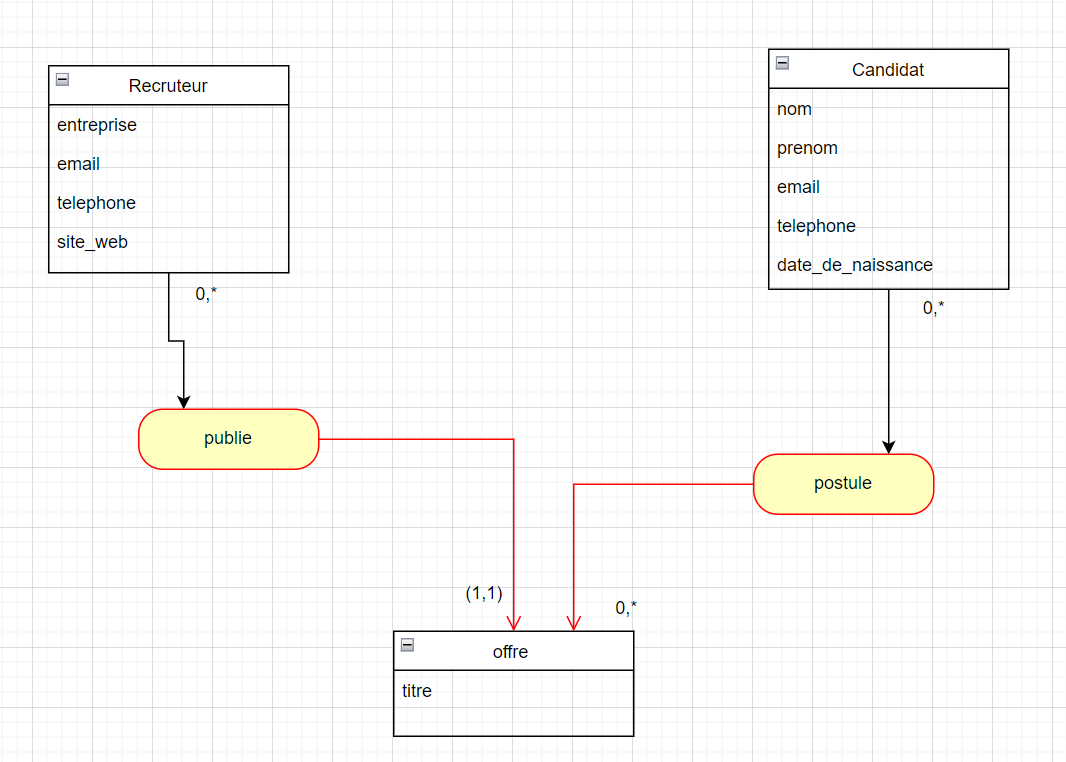 Recruteur
entreprise
email
telephone
site_web
0,*
Candidat
nom
prenom
email
telephone
date_de_naissance
0,*
publie
postule
(1,1)
0,*
offre
titre